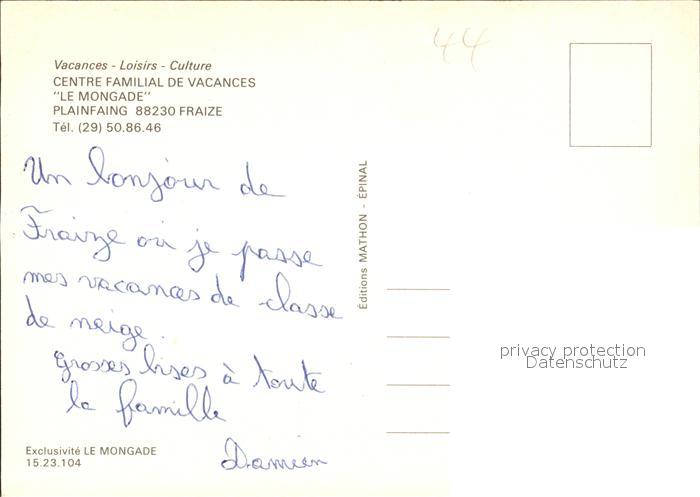 44
Vacances - Loisirs - Culture
CENTRE FAMILIAL DE VACANCES
"LE MONGADE"
PLAINFAING 88230 FRAIZE
Tél. (29) 50.86.46
Un bonjour de
Fraize où je passe
mes vacances de classe
de neige.
Grosses bises à toute
la famille
Damien
Exclusivité LE MONGADE
15.23.104
Éditions MATHON - ÉPINAL
privacy protection
Datenschutz